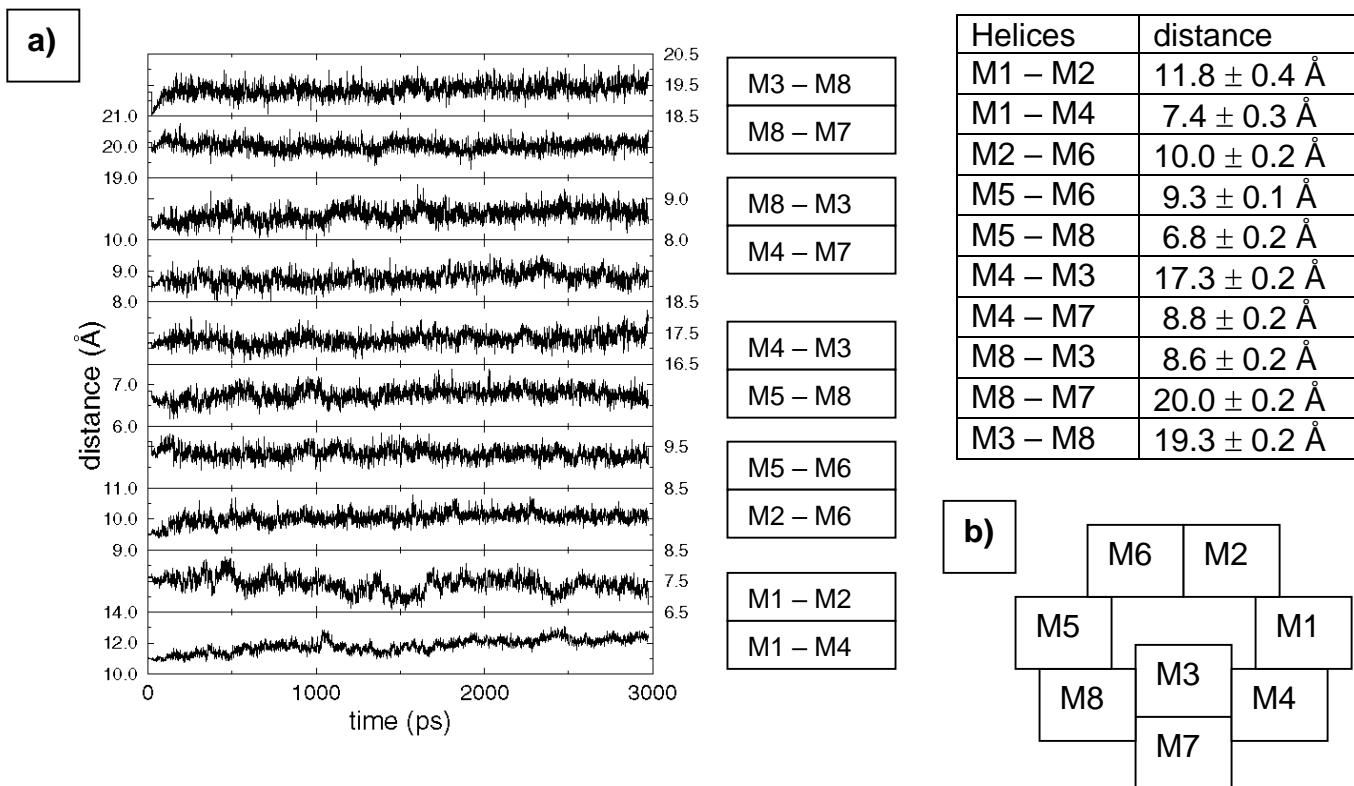 a)
20.5
19.5
18.5
21.0
20.0
19.0
9.0
8.0
10.0
9.0
8.0
18.5
17.5
16.5
7.0
6.0
9.5
8.5
11.0
10.0
9.0
8.5
7.5
6.5
14.0
12.0
10.0
0 1000 2000 3000
time (ps)
distance (Å)
M3 – M8
M8 – M7
M8 – M3
M4 – M7
M4 – M3
M5 – M8
M5 – M6
M2 – M6
M1 – M2
M1 – M4
Helices distance
M1 – M2 11.8 ± 0.4 Å
M1 – M4 7.4 ± 0.3 Å
M2 – M6 10.0 ± 0.2 Å
M5 – M6 9.3 ± 0.1 Å
M5 – M8 6.8 ± 0.2 Å
M4 – M3 17.3 ± 0.2 Å
M4 – M7 8.8 ± 0.2 Å
M8 – M3 8.6 ± 0.2 Å
M8 – M7 20.0 ± 0.2 Å
M3 – M8 19.3 ± 0.2 Å
b)
M6 M2
M5 M1
M3
M8 M4
M7